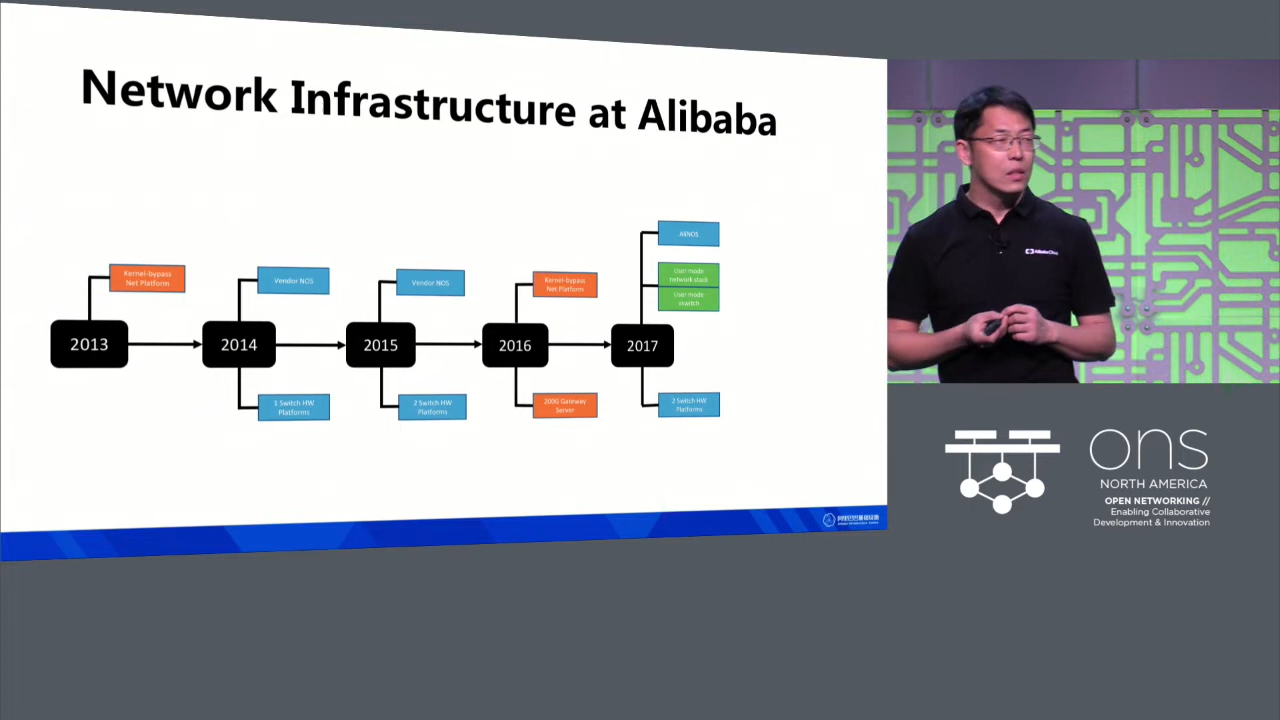 Network Infrastructure at Alibaba
Kernel-bypass
Net Platform
Vendor NOS
Vendor NOS
Kernel-bypass
Net Platform
AliNOS
User mode
network stack
User mode
vswitch
2013
2014
2015
2016
2017
1 Switch HW
Platforms
2 Switch HW
Platforms
200G Gateway
Server
2 Switch HW
Platforms
Alibaba Cloud
ons
NORTH AMERICA
OPEN NETWORKING //
Enabling Collaborative
Development & Innovation